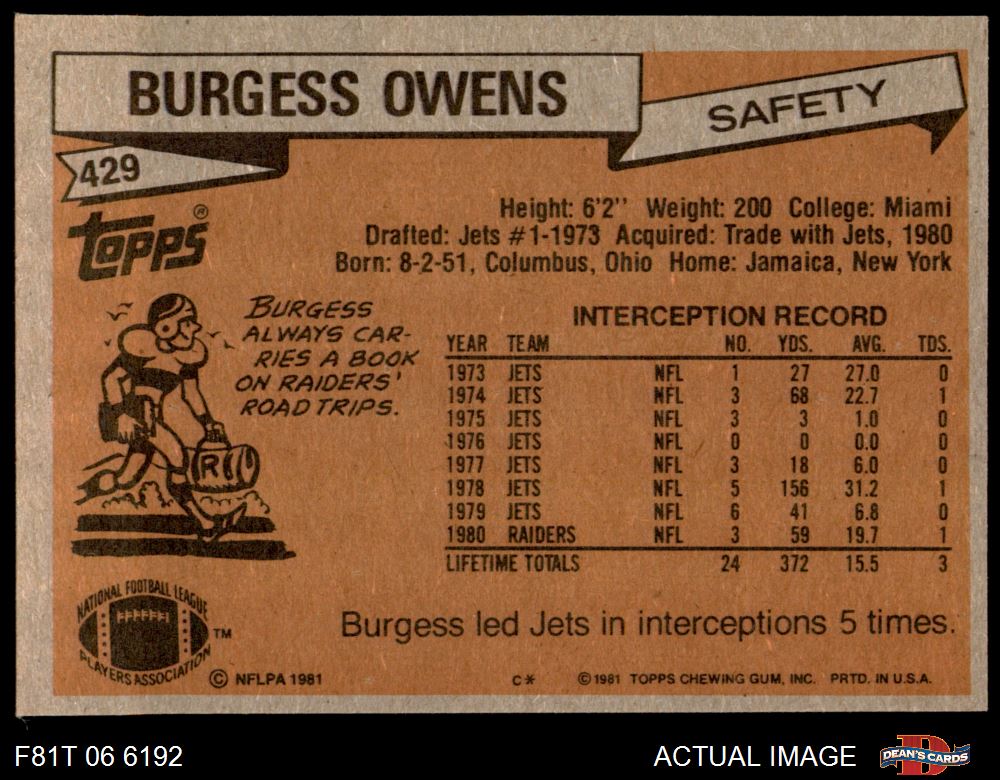 BURGESS OWENS
SAFETY
429
TOPPS®
Height: 6'2" Weight: 200 College: Miami
Drafted: Jets #1-1973 Acquired: Trade with Jets, 1980
Born: 8-2-51, Columbus, Ohio Home: Jamaica, New York
BURGESS
ALWAYS CAR-
RIES A BOOK
ON RAIDERS'
ROAD TRIPS.
R
INTERCEPTION RECORD
YEAR TEAM NO. YDS. AVG. TDS.
1973 JETS NFL 1 27 27.0 0
1974 JETS NFL 3 68 22.7 1
1975 JETS NFL 3 3 1.0 0
1976 JETS NFL 0 0 0.0 0
1977 JETS NFL 3 18 6.0 0
1978 JETS NFL 5 156 31.2 1
1979 JETS NFL 6 41 6.8 0
1980 RAIDERS NFL 3 59 19.7 1
LIFETIME TOTALS 24 372 15.5 3
NATIONAL FOOTBALL LEAGUE
PLAYERS ASSOCIATION
TM
Burgess led Jets in interceptions 5 times.
© NFLPA 1981 C* ©1981 TOPPS CHEWING GUM, INC. PRTD. IN U.S.A.
F81T 06 6192 ACTUAL IMAGE DEAN'S CARDS